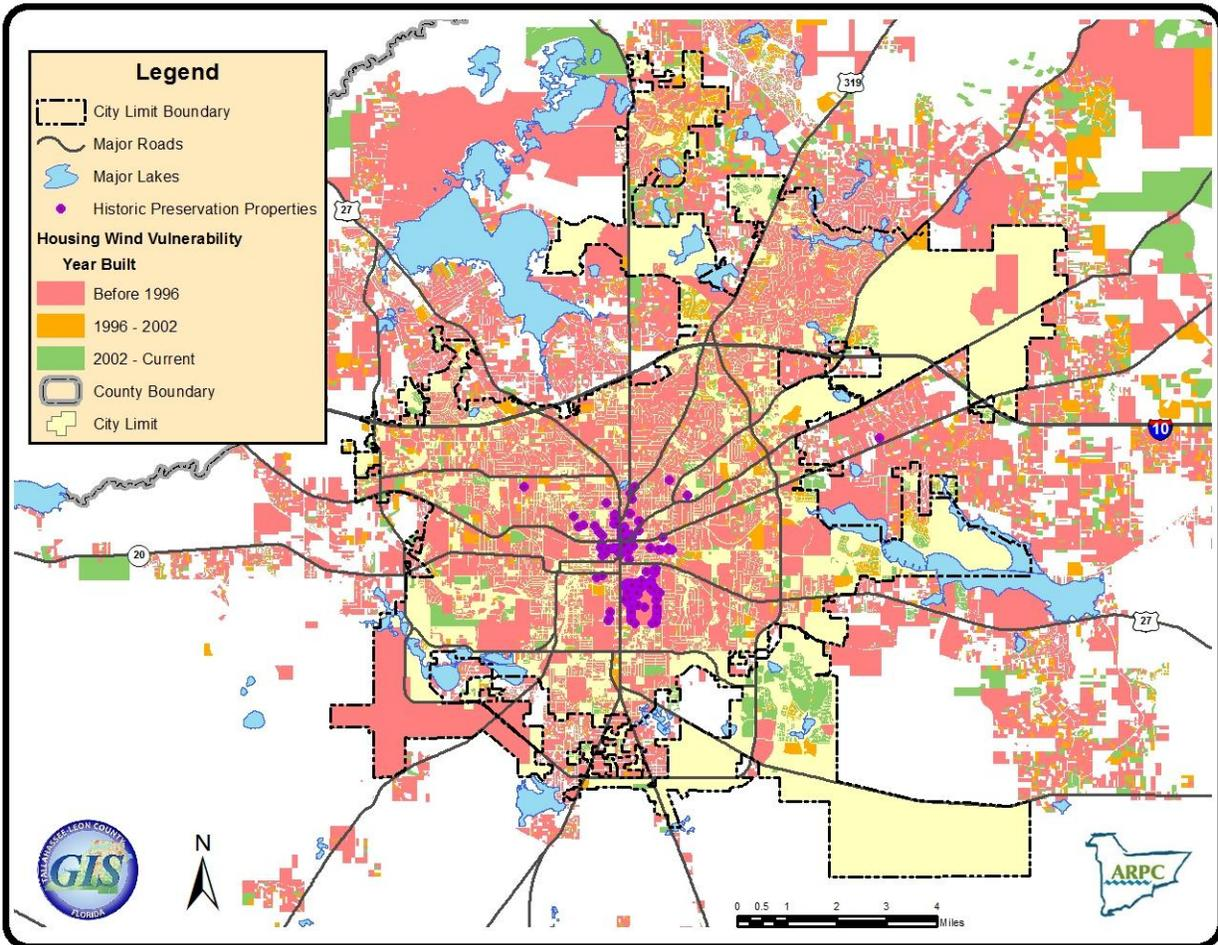 Legend
City Limit Boundary
Major Roads
Major Lakes
Historic Preservation Properties
Housing Wind Vulnerability
Year Built
Before 1996
1996 - 2002
2002 - Current
County Boundary
City Limit
319
27
10
20
27
TALLAHASSEE-LEON COUNTY
GIS
FLORIDA
N
ARPC
0 0.5 1 2 3 4
Miles